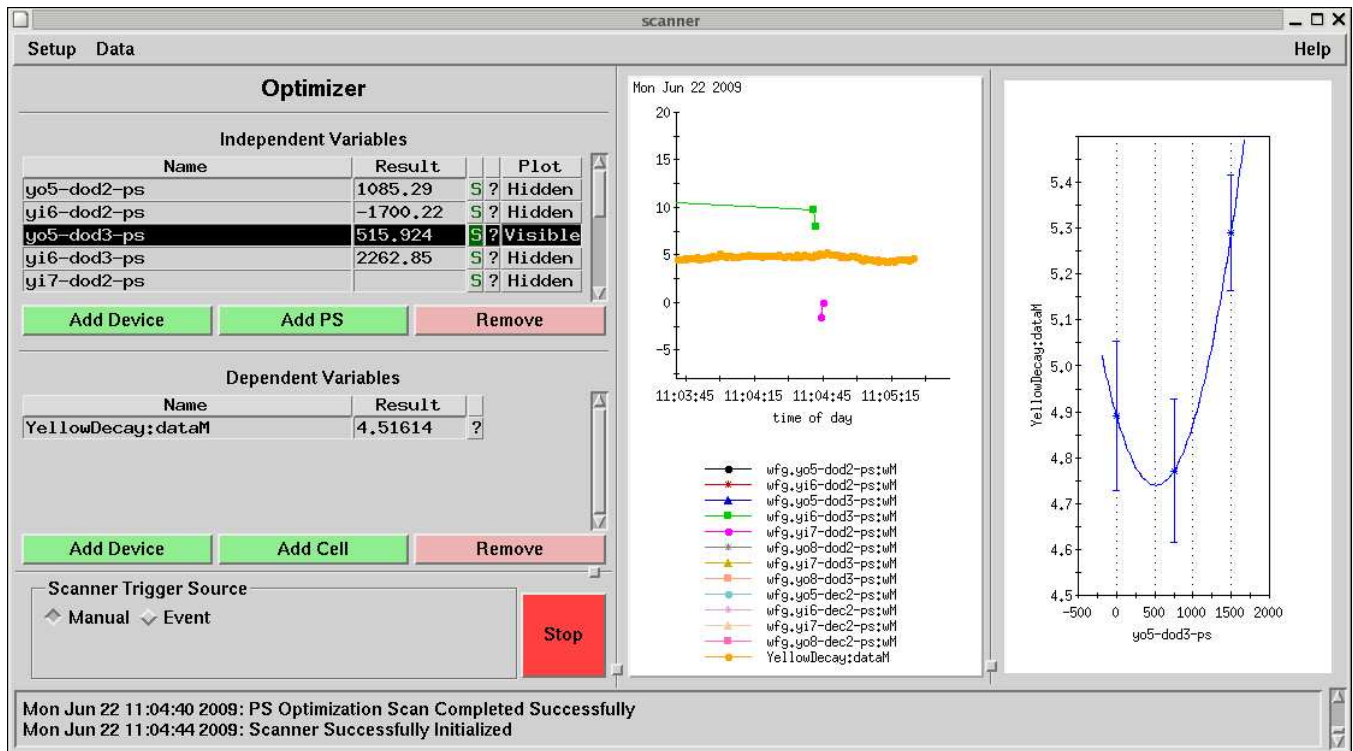 scanner
Setup Data Help
Optimizer
Independent Variables
Name Result Plot
yo5-dod2-ps 1085.29 S ? Hidden
yi6-dod2-ps -1700.22 S ? Hidden
yo5-dod3-ps 515.924 S ? Visible
yi6-dod3-ps 2262.85 S ? Hidden
yi7-dod2-ps S ? Hidden
Add Device Add PS Remove
Dependent Variables
Name Result
YellowDecay:dataM 4.51614 ?
Add Device Add Cell Remove
Scanner Trigger Source
Manual Event
Stop
Mon Jun 22 2009
20
15
10
5
0
-5
11:03:45 11:04:15 11:04:45 11:05:15
time of day
wfg.yo5-dod2-ps:wM
wfg.yi6-dod2-ps:wM
wfg.yo5-dod3-ps:wM
wfg.yi6-dod3-ps:wM
wfg.yi7-dod2-ps:wM
wfg.yo8-dod2-ps:wM
wfg.yi7-dod3-ps:wM
wfg.yo8-dod3-ps:wM
wfg.yo5-dec2-ps:wM
wfg.yi6-dec2-ps:wM
wfg.yi7-dec2-ps:wM
wfg.yo8-dec2-ps:wM
YellowDecay:dataM
YellowDecay:dataM
5.4
5.3
5.2
5.1
5.0
4.9
4.8
4.7
4.6
4.5
-500 0 500 1000 1500 2000
yo5-dod3-ps
Mon Jun 22 11:04:40 2009: PS Optimization Scan Completed Successfully
Mon Jun 22 11:04:44 2009: Scanner Successfully Initialized